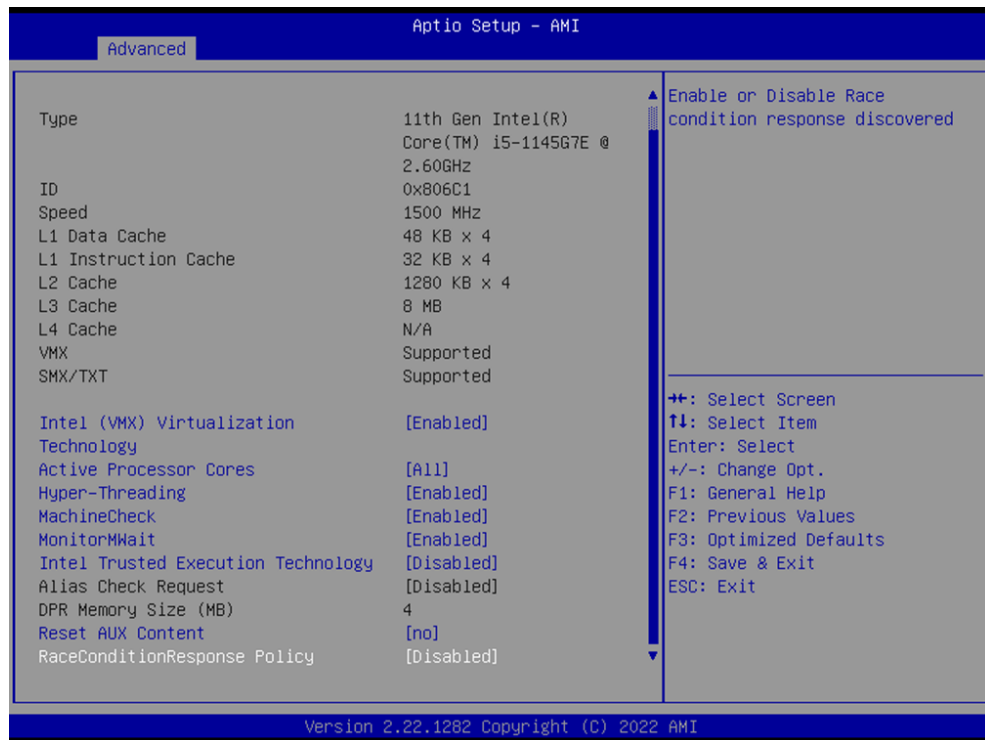 Aptio Setup – AMI
Advanced
Type 11th Gen Intel(R)
Core(TM) i5-1145G7E @
2.60GHz
ID 0x806C1
Speed 1500 MHz
L1 Data Cache 48 KB x 4
L1 Instruction Cache 32 KB x 4
L2 Cache 1280 KB x 4
L3 Cache 8 MB
L4 Cache N/A
VMX Supported
SMX/TXT Supported
Intel (VMX) Virtualization [Enabled]
Technology
Active Processor Cores [All]
Hyper-Threading [Enabled]
MachineCheck [Enabled]
MonitorMWait [Enabled]
Intel Trusted Execution Technology [Disabled]
Alias Check Request [Disabled]
DPR Memory Size (MB) 4
Reset AUX Content [no]
RaceConditionResponse Policy [Disabled]
Enable or Disable Race
condition response discovered
→←: Select Screen
↑↓: Select Item
Enter: Select
+/-: Change Opt.
F1: General Help
F2: Previous Values
F3: Optimized Defaults
F4: Save & Exit
ESC: Exit
Version 2.22.1282 Copyright (C) 2022 AMI